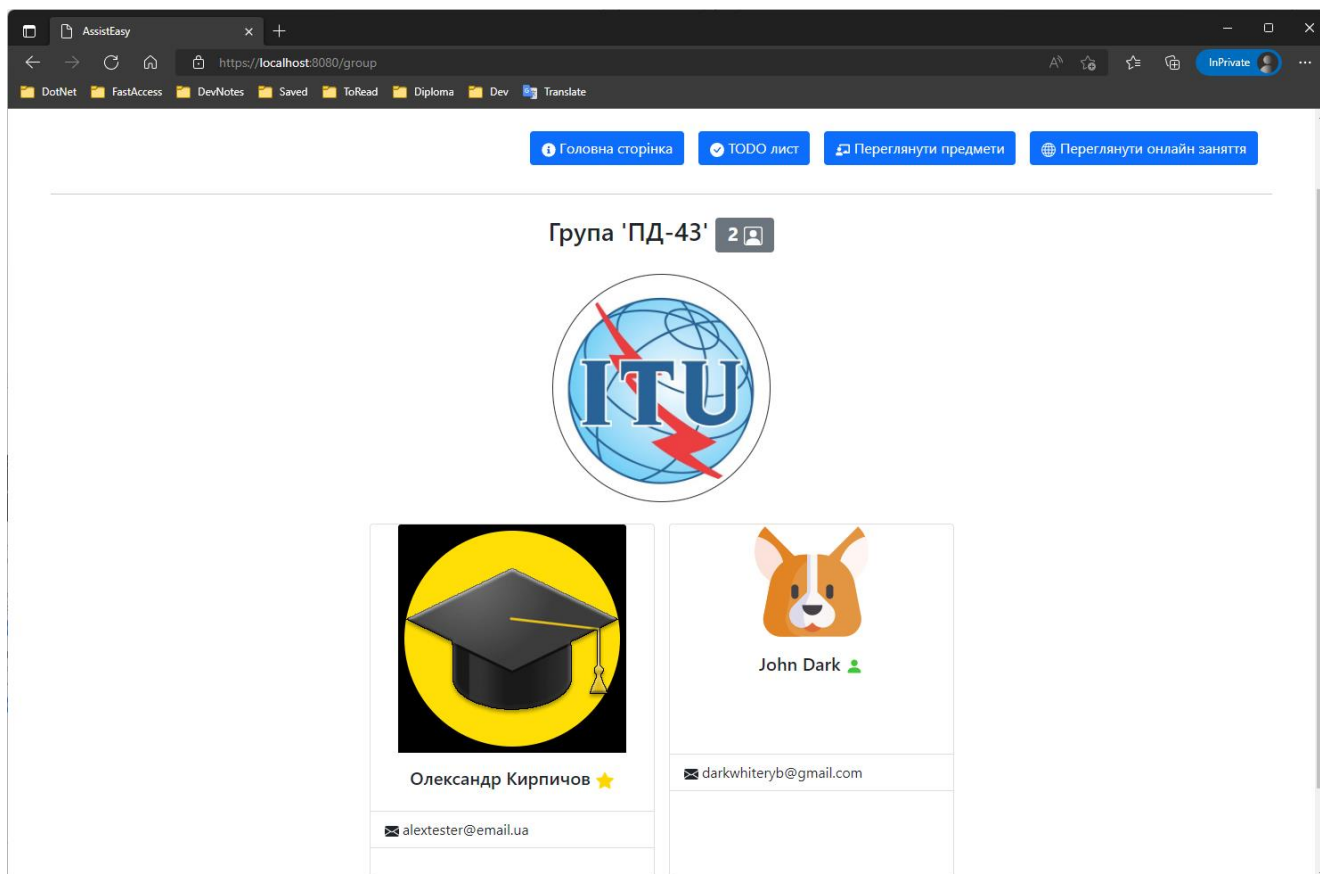 AssistEasy
https://localhost:8080/group
InPrivate
DotNet FastAccess DevNotes Saved ToRead Diploma Dev Translate
Головна сторінка TODO лист Переглянути предмети Переглянути онлайн заняття
Група 'ПД-43' 2
ITU
John Dark
Олександр Кирпичов
darkwhiteryb@gmail.com
alextester@email.ua